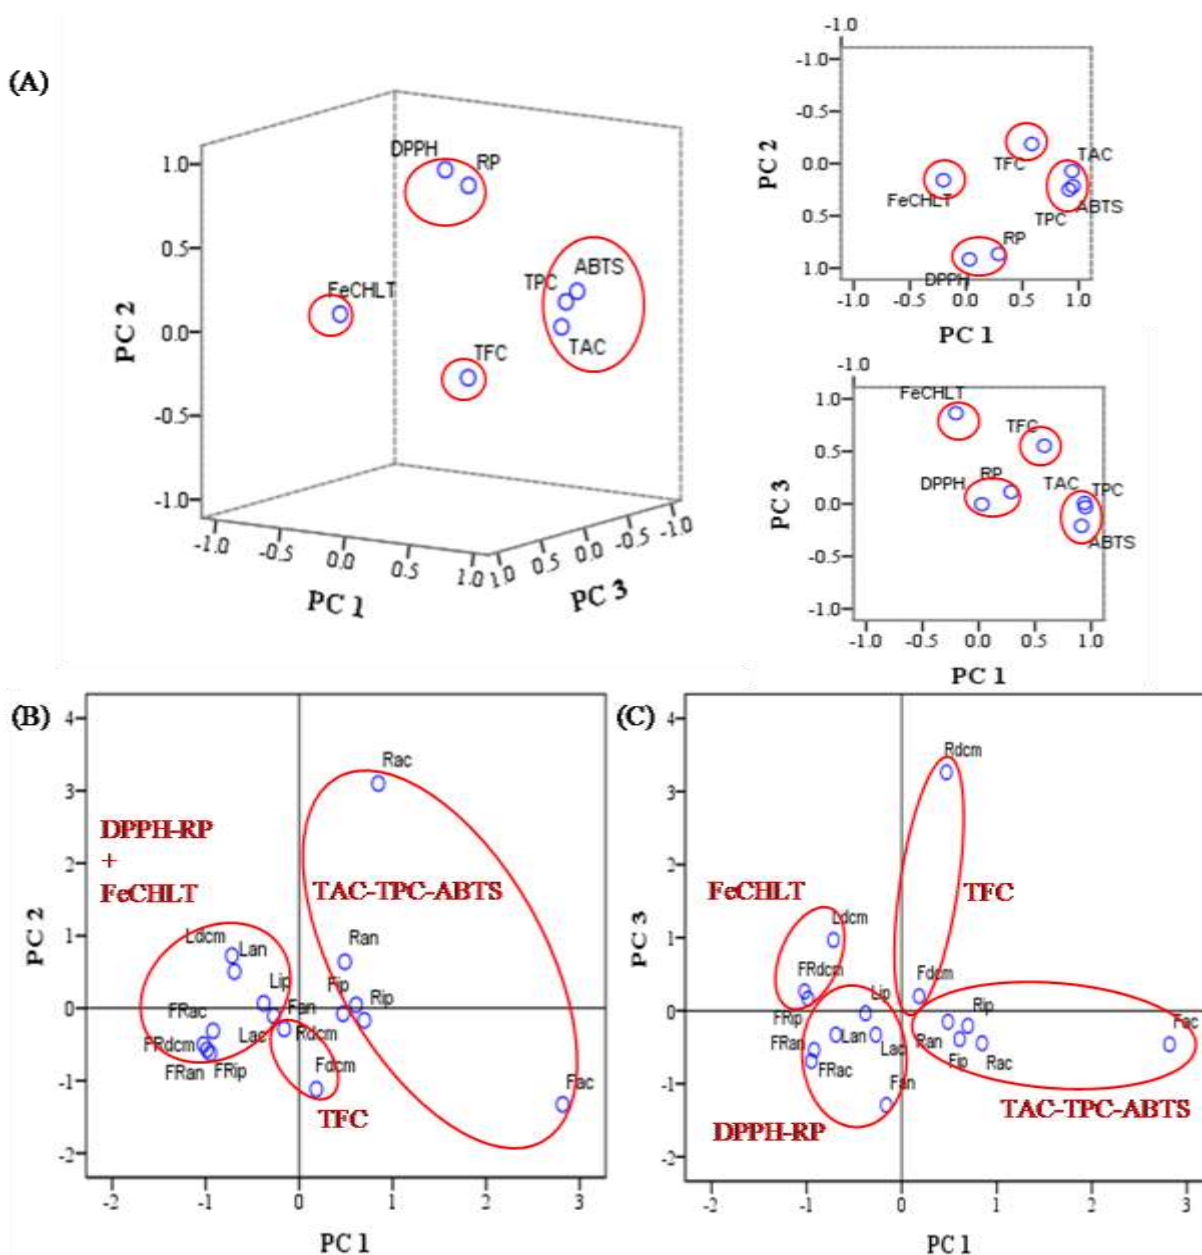 (A)
PC 2
1.0
0.5
0.0
-0.5
-1.0
DPPH
RP
FeCHLT
ABTS
TPC
TAC
TFC
-1.0
-0.5
0.0
0.5
1.0
PC 1
1.0
0.5
0.0
-0.5
-1.0
PC 3
-1.0
-1.0
-0.5
0.0
0.5
1.0
PC 2
TFC
TAC
FeCHLT
TPC
ABTS
RP
DPPH
-1.0
-0.5
0.0
0.5
1.0
PC 1
-1.0
1.0
0.5
0.0
-0.5
-1.0
PC 3
FeCHLT
TFC
RP
DPPH
TAC
TPC
ABTS
-1.0
-0.5
0.0
0.5
1.0
PC 1
(B)
4
3
2
1
0
-1
-2
PC 2
Rac
DPPH-RP
+
FeCHLT
TAC-TPC-ABTS
Ldcm
Lan
Ran
Lip
Fip
Rip
FRac
Fan
FRdcm
Lac
Rdcm
FRan
FRip
Fdcm
Fac
TFC
-2
-1
0
1
2
3
PC 1
(C)
4
3
2
1
0
-1
-2
PC 3
Rdcm
FeCHLT
TFC
Ldcm
FRdcm
Fdcm
FRip
Lip
Rip
Fac
FRan
Lan
Lac
Ran
Fip
Rac
FRac
Fan
TAC-TPC-ABTS
DPPH-RP
-2
-1
0
1
2
3
PC 1